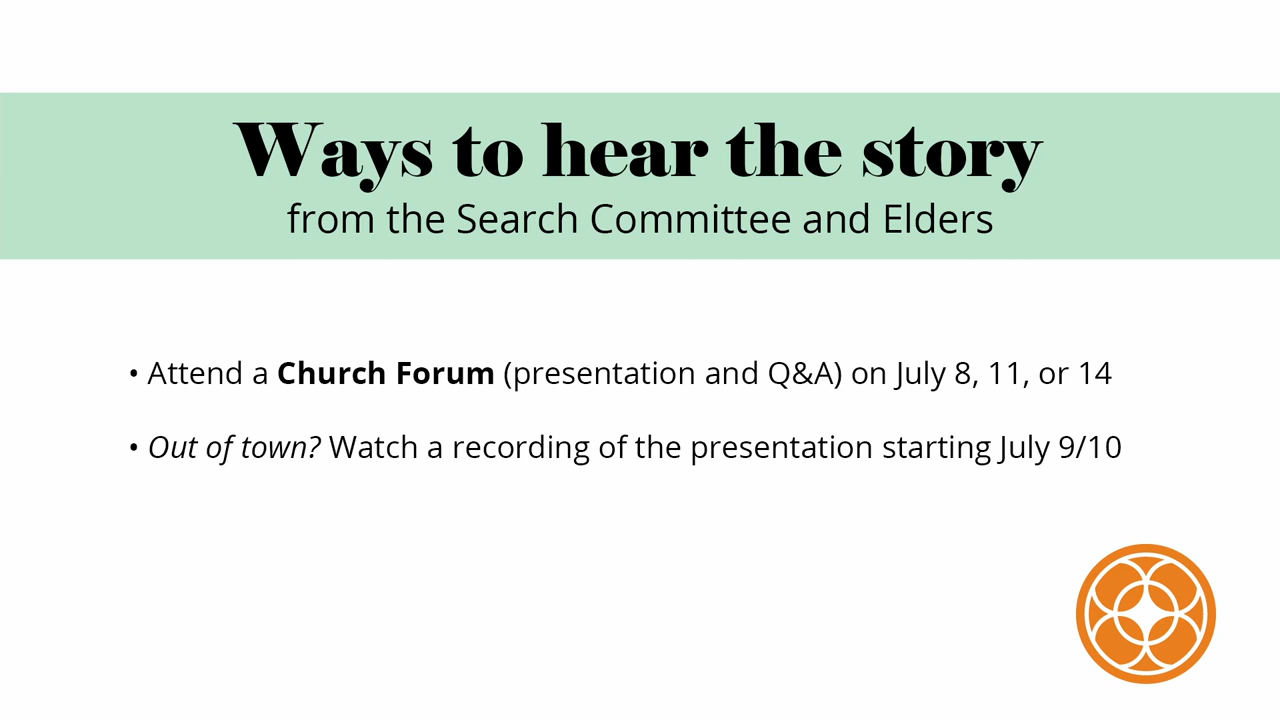 Ways to hear the story
from the Search Committee and Elders
• Attend a Church Forum (presentation and Q&A) on July 8, 11, or 14
• Out of town? Watch a recording of the presentation starting July 9/10